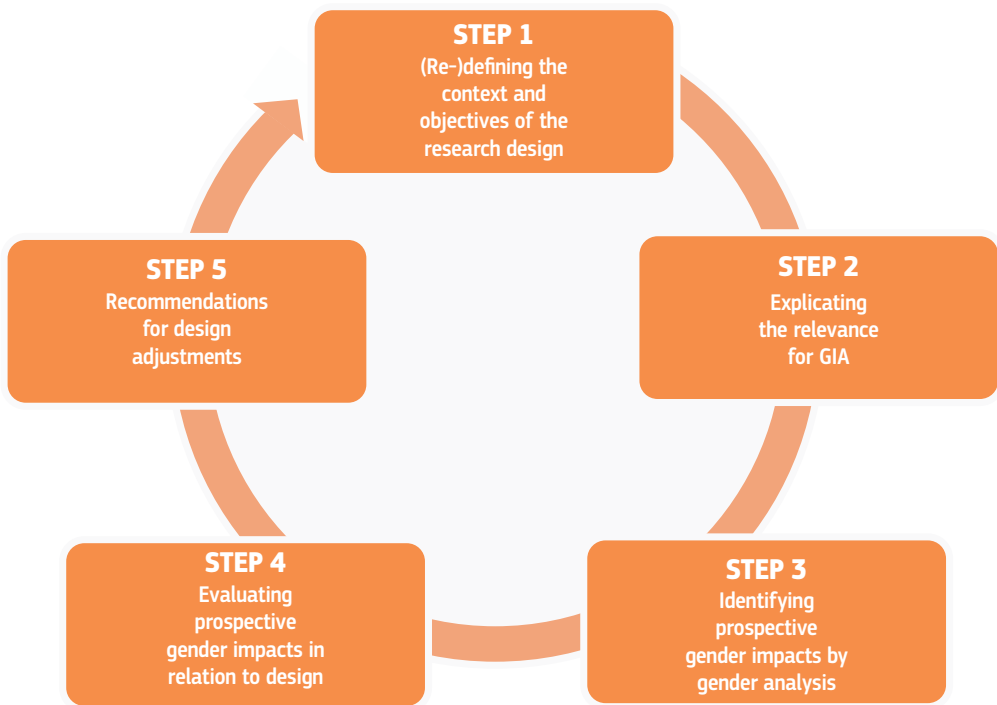 STEP 1
(Re-)defining the
context and
objectives of the
research design
STEP 2
Explicating
the relevance
for GIA
STEP 3
Identifying
prospective
gender impacts by
gender analysis
STEP 4
Evaluating
prospective
gender impacts in
relation to design
STEP 5
Recommendations
for design
adjustments